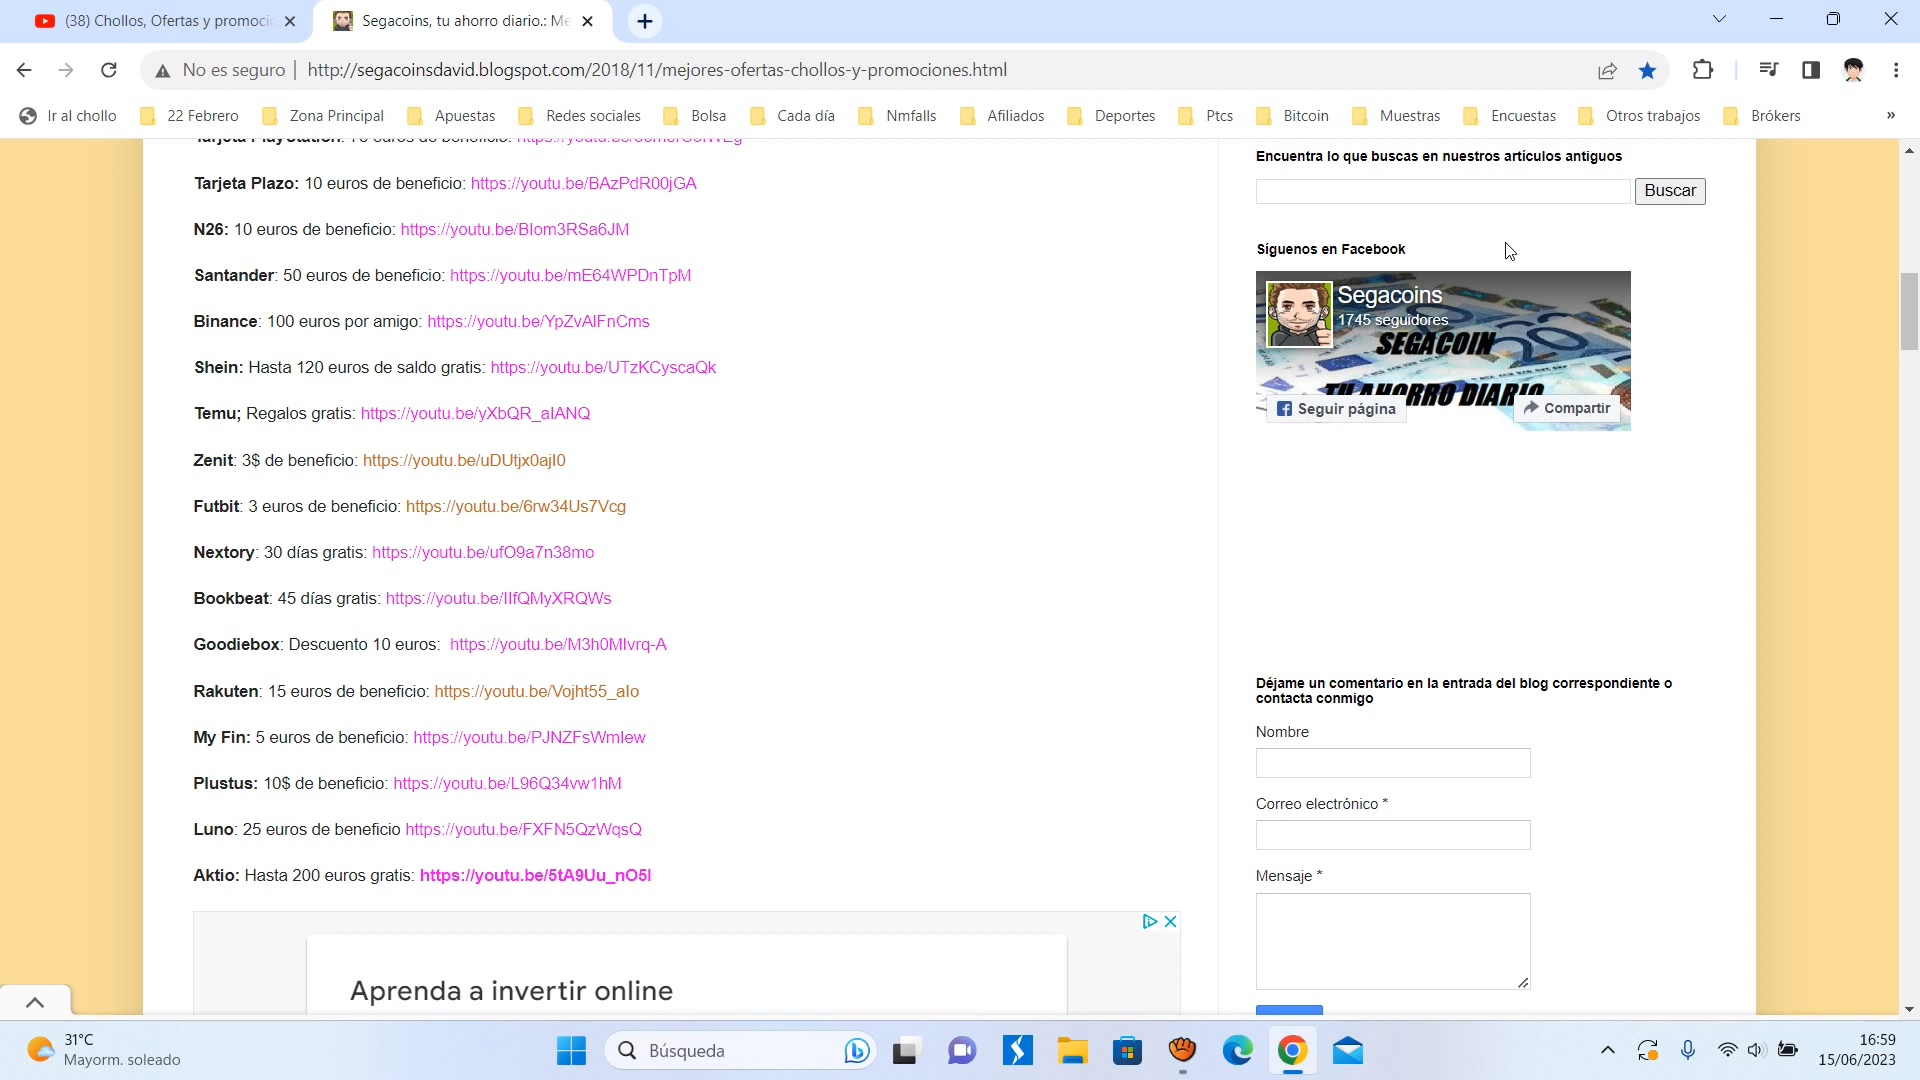 (38) Chollos, Ofertas y promoci
Segacoins, tu ahorro diario.: Me
No es seguro
http://segacoinsdavid.blogspot.com/2018/11/mejores-ofertas-chollos-y-promociones.html
Ir al chollo
22 Febrero
Zona Principal
Apuestas
Redes sociales
Bolsa
Cada día
Nmfalls
Afiliados
Deportes
Ptcs
Bitcoin
Muestras
Encuestas
Otros trabajos
Brókers
»
Tarjeta Plazo: 10 euros de beneficio: https://youtu.be/BAzPdR00jGA
N26: 10 euros de beneficio: https://youtu.be/BIom3RSa6JM
Santander: 50 euros de beneficio: https://youtu.be/mE64WPDnTpM
Binance: 100 euros por amigo: https://youtu.be/YpZvAlFnCms
Shein: Hasta 120 euros de saldo gratis: https://youtu.be/UTzKCyscaQk
Temu; Regalos gratis: https://youtu.be/yXbQR_alANQ
Zenit: 3$ de beneficio: https://youtu.be/uDUtjx0ajI0
Futbit: 3 euros de beneficio: https://youtu.be/6rw34Us7Vcg
Nextory: 30 días gratis: https://youtu.be/ufO9a7n38mo
Bookbeat: 45 días gratis: https://youtu.be/IIfQMyXRQWs
Goodiebox: Descuento 10 euros: https://youtu.be/M3h0MIvrq-A
Rakuten: 15 euros de beneficio: https://youtu.be/Vojht55_aIo
My Fin: 5 euros de beneficio: https://youtu.be/PJNZFsWmlew
Plustus: 10$ de beneficio: https://youtu.be/L96Q34vw1hM
Luno: 25 euros de beneficio https://youtu.be/FXFN5QzWqsQ
Aktio: Hasta 200 euros gratis: https://youtu.be/5tA9Uu_nO5I
Aprenda a invertir online
Encuentra lo que buscas en nuestros artículos antiguos
Buscar
Síguenos en Facebook
Segacoins
1745 seguidores
SEGACOIN
TU AHORRO DIARIO
Seguir página
Compartir
Déjame un comentario en la entrada del blog correspondiente o
contacta conmigo
Nombre
Correo electrónico *
Mensaje *
31°C
Mayorm. soleado
Búsqueda
16:59
15/06/2023